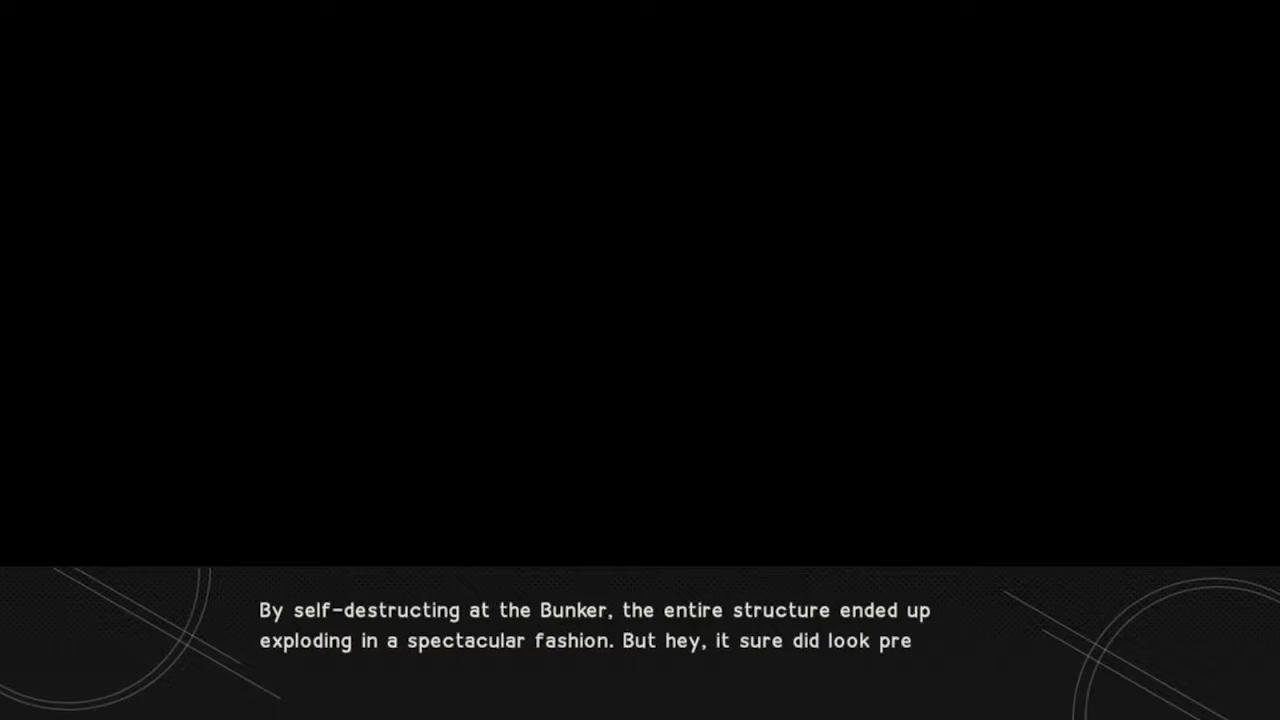 By self-destructing at the Bunker, the entire structure ended up
exploding in a spectacular fashion. But hey, it sure did look pre